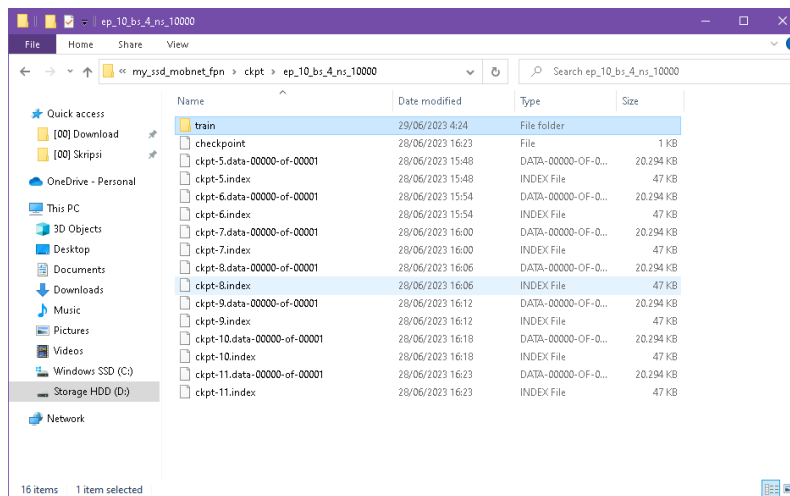 ep_10_bs_4_ns_10000
File Home Share View
« my_ssd_mobnet_fpn > ckpt > ep_10_bs_4_ns_10000
Search ep_10_bs_4_ns_10000
Name Date modified Type Size
Quick access
[00] Download
[00] Skripsi
OneDrive - Personal
This PC
3D Objects
Desktop
Documents
Downloads
Music
Pictures
Videos
Windows SSD (C:)
Storage HDD (D:)
Network
train 29/06/2023 4:24 File folder
checkpoint 28/06/2023 16:23 File 1 KB
ckpt-5.data-00000-of-00001 28/06/2023 15:48 DATA-00000-OF-0... 20.294 KB
ckpt-5.index 28/06/2023 15:48 INDEX File 47 KB
ckpt-6.data-00000-of-00001 28/06/2023 15:54 DATA-00000-OF-0... 20.294 KB
ckpt-6.index 28/06/2023 15:54 INDEX File 47 KB
ckpt-7.data-00000-of-00001 28/06/2023 16:00 DATA-00000-OF-0... 20.294 KB
ckpt-7.index 28/06/2023 16:00 INDEX File 47 KB
ckpt-8.data-00000-of-00001 28/06/2023 16:06 DATA-00000-OF-0... 20.294 KB
ckpt-8.index 28/06/2023 16:06 INDEX File 47 KB
ckpt-9.data-00000-of-00001 28/06/2023 16:12 DATA-00000-OF-0... 20.294 KB
ckpt-9.index 28/06/2023 16:12 INDEX File 47 KB
ckpt-10.data-00000-of-00001 28/06/2023 16:18 DATA-00000-OF-0... 20.294 KB
ckpt-10.index 28/06/2023 16:18 INDEX File 47 KB
ckpt-11.data-00000-of-00001 28/06/2023 16:23 DATA-00000-OF-0... 20.294 KB
ckpt-11.index 28/06/2023 16:23 INDEX File 47 KB
16 items 1 item selected